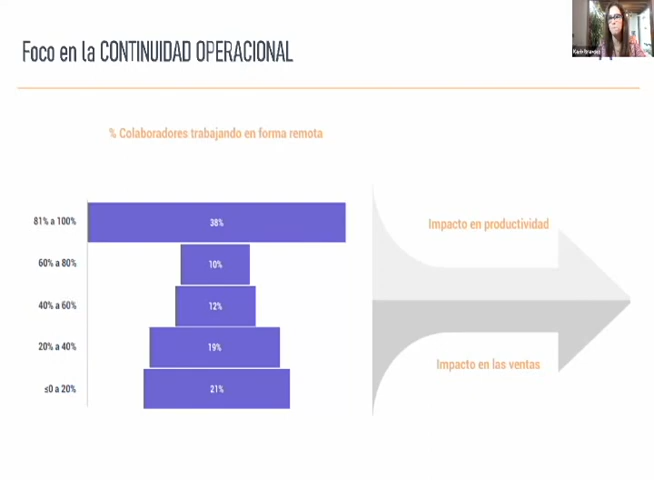 Foco en la CONTINUIDAD OPERACIONAL
% Colaboradores trabajando en forma remota
81% a 100%
38%
60% a 80%
10%
40% a 60%
12%
20% a 40%
19%
≤0 a 20%
21%
Impacto en productividad
Impacto en las ventas